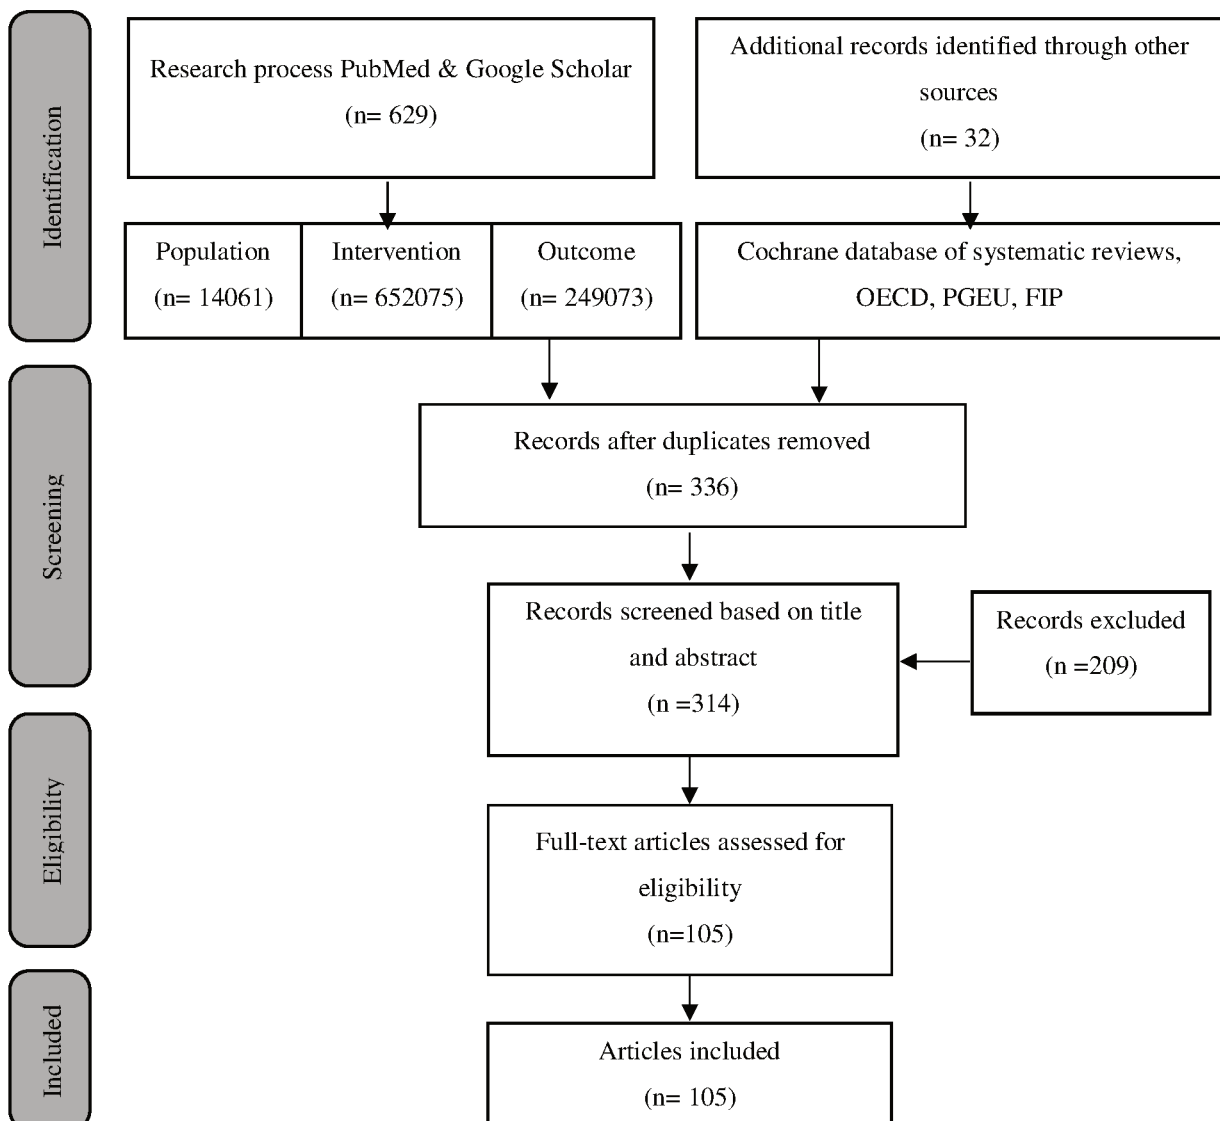 Identification
Research process PubMed & Google Scholar
(n= 629)
Additional records identified through other
sources
(n= 32)
Population
(n= 14061)
Intervention
(n= 652075)
Outcome
(n= 249073)
Cochrane database of systematic reviews,
OECD, PGEU, FIP
Screening
Records after duplicates removed
(n= 336)
Records screened based on title
and abstract
(n =314)
Records excluded
(n =209)
Eligibility
Full-text articles assessed for
eligibility
(n=105)
Included
Articles included
(n= 105)